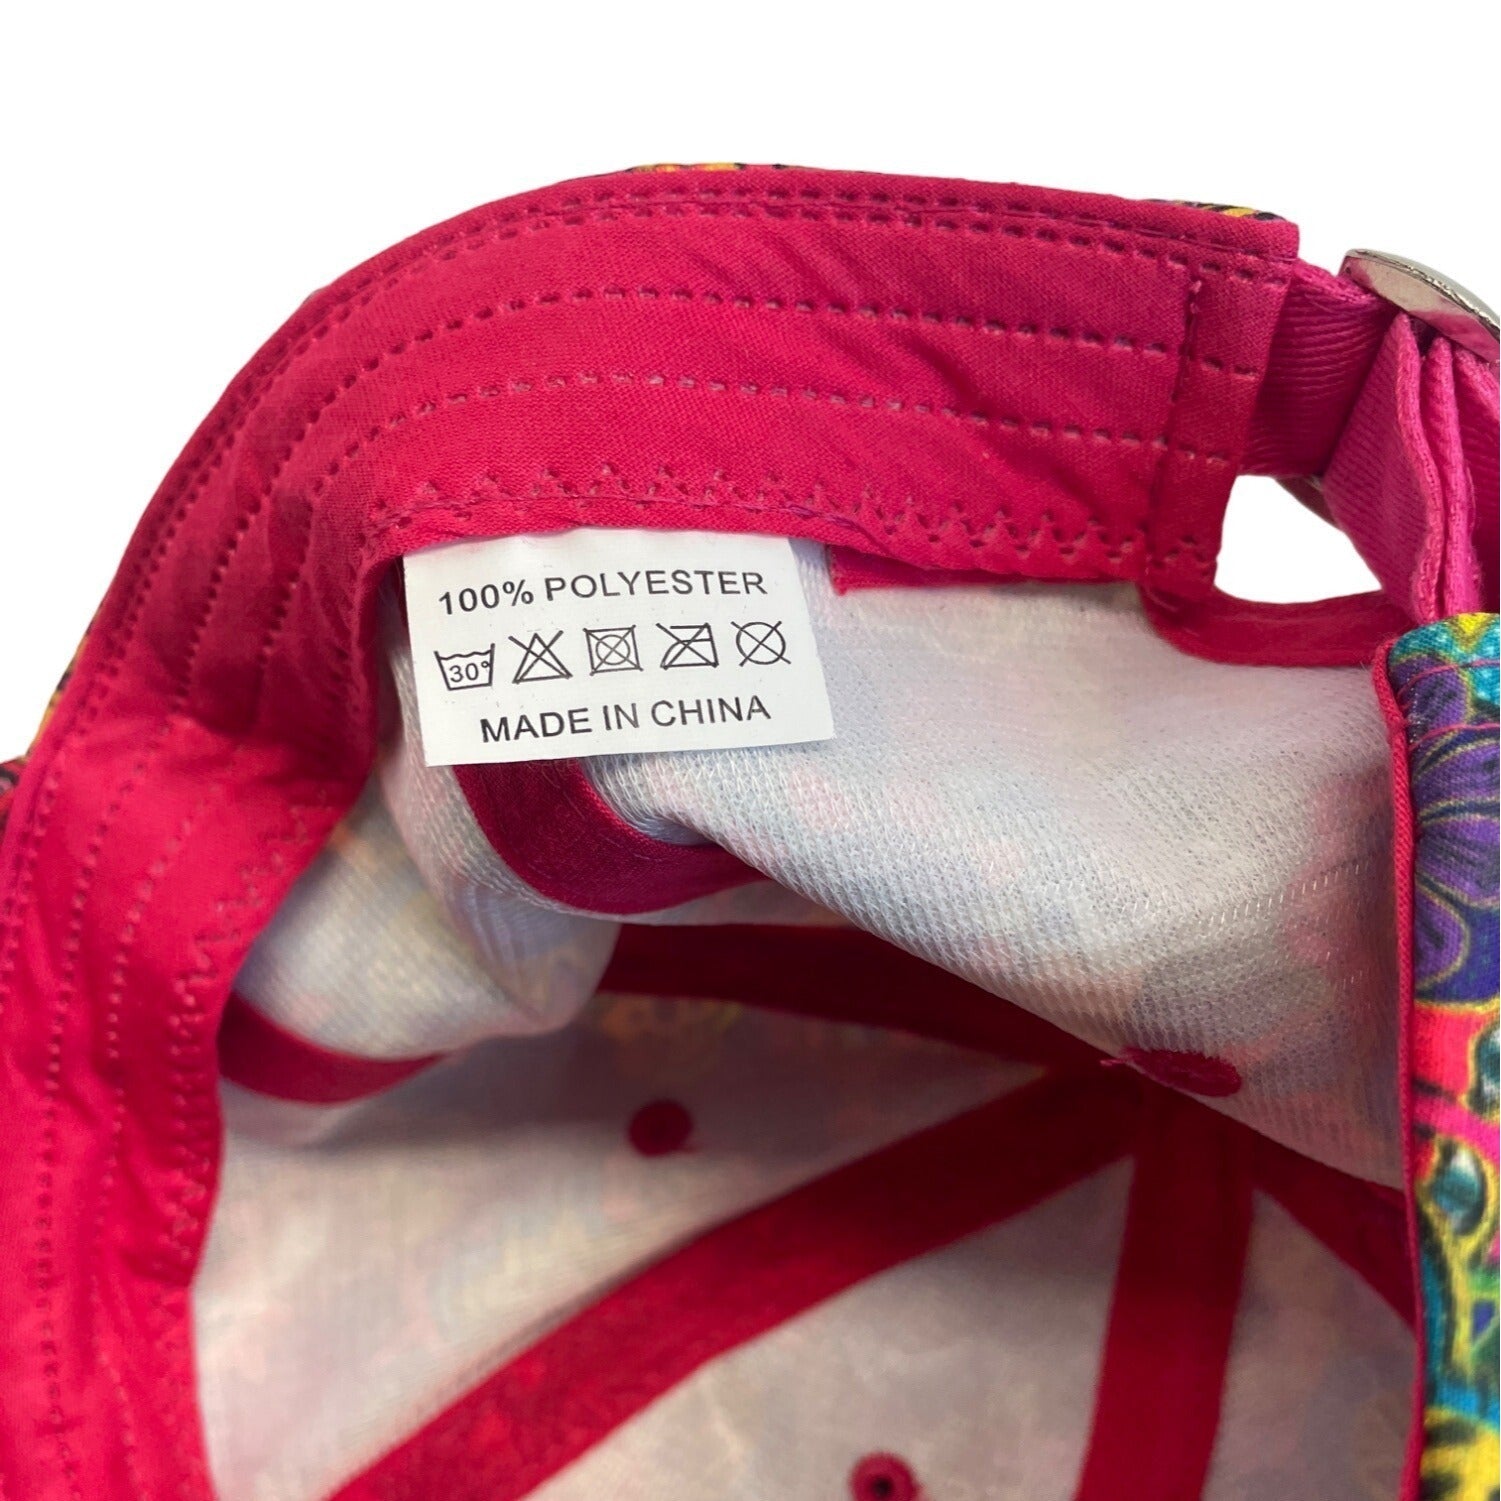 100% POLYESTER
30°
MADE IN CHINA